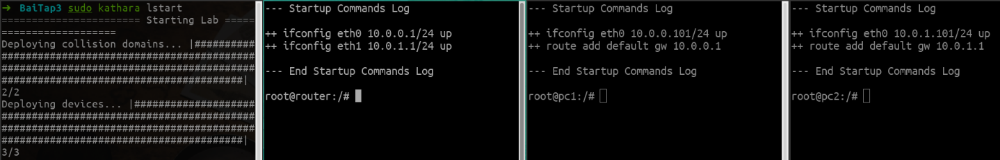 ➜ BaiTap3 sudo kathara lstart
====================== Starting Lab =====
==================
Deploying collision domains... |##########
########################################
########################################
######################################|
2/2
Deploying devices... |###################
########################################
########################################
######################################|
3/3
--- Startup Commands Log
++ ifconfig eth0 10.0.0.1/24 up
++ ifconfig eth1 10.0.1.1/24 up
--- End Startup Commands Log
root@router:/#
--- Startup Commands Log
++ ifconfig eth0 10.0.0.101/24 up
++ route add default gw 10.0.0.1
--- End Startup Commands Log
root@pc1:/#
--- Startup Commands Log
++ ifconfig eth0 10.0.1.101/24 up
++ route add default gw 10.0.1.1
--- End Startup Commands Log
root@pc2:/#